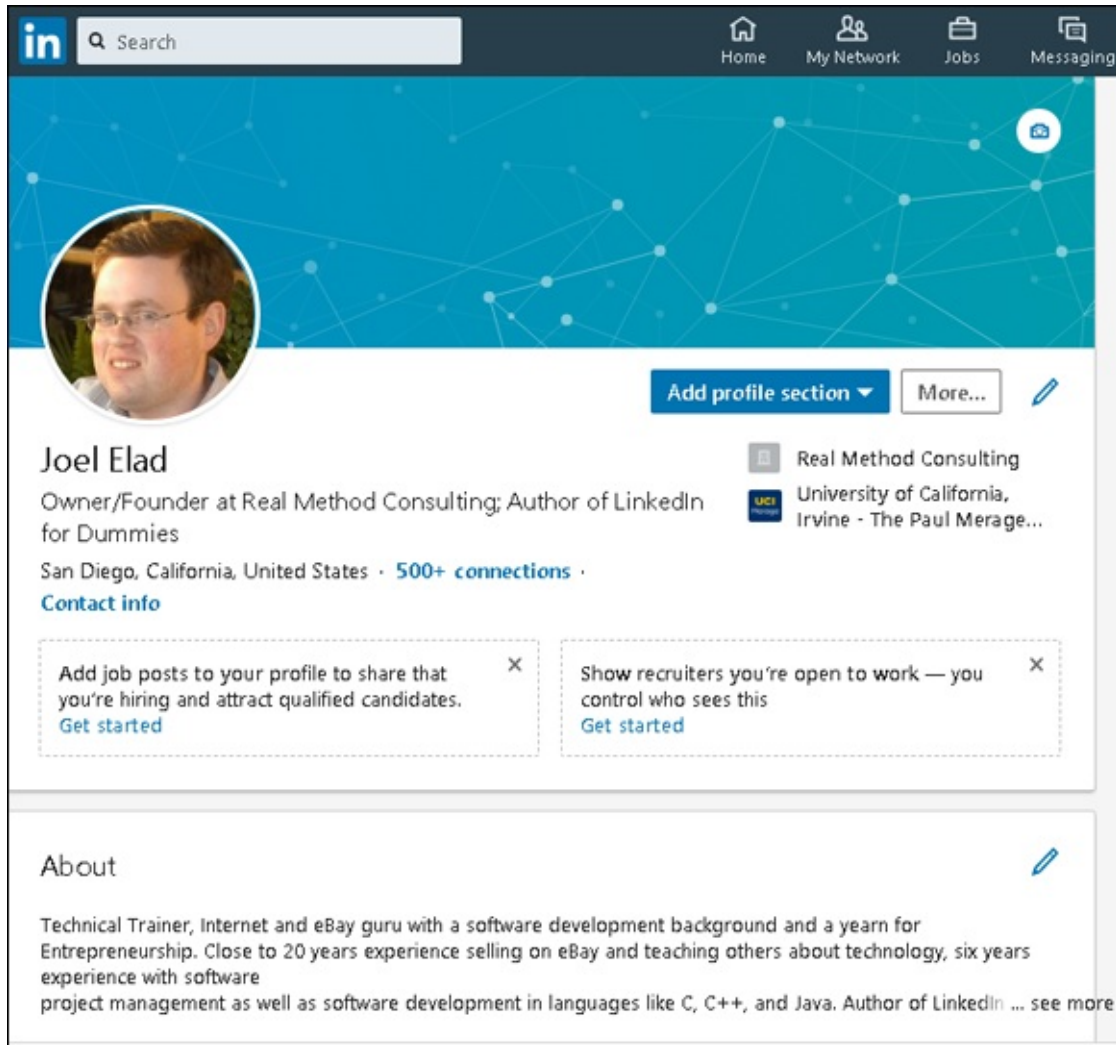 in
Search
Home
My Network
Jobs
Messaging
Add profile section
More...
Joel Elad
Owner/Founder at Real Method Consulting; Author of LinkedIn
for Dummies
San Diego, California, United States · 500+ connections ·
Contact info
Real Method Consulting
UCI
Merage
University of California,
Irvine - The Paul Merage...
Add job posts to your profile to share that
you're hiring and attract qualified candidates.
Get started
Show recruiters you're open to work — you
control who sees this
Get started
About
Technical Trainer, Internet and eBay guru with a software development background and a yearn for
Entrepreneurship. Close to 20 years experience selling on eBay and teaching others about technology, six years
experience with software
project management as well as software development in languages like C, C++, and Java. Author of LinkedIn ... see more